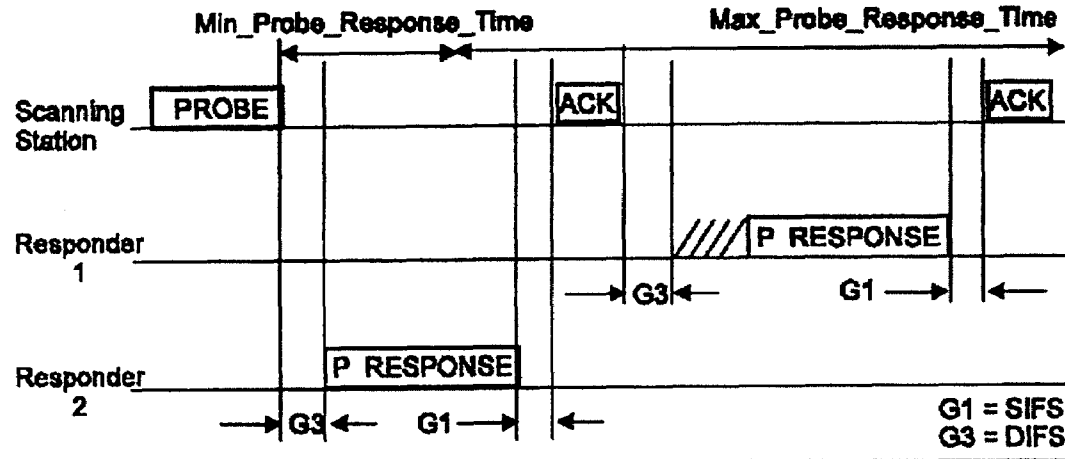 Min_Probe_Response_Time
Max_Probe_Response_Time
Scanning
Station
PROBE
ACK
ACK
Responder
1
P RESPONSE
G3
G1
Responder
2
P RESPONSE
G3
G1
G1 = SIFS
G3 = DIFS